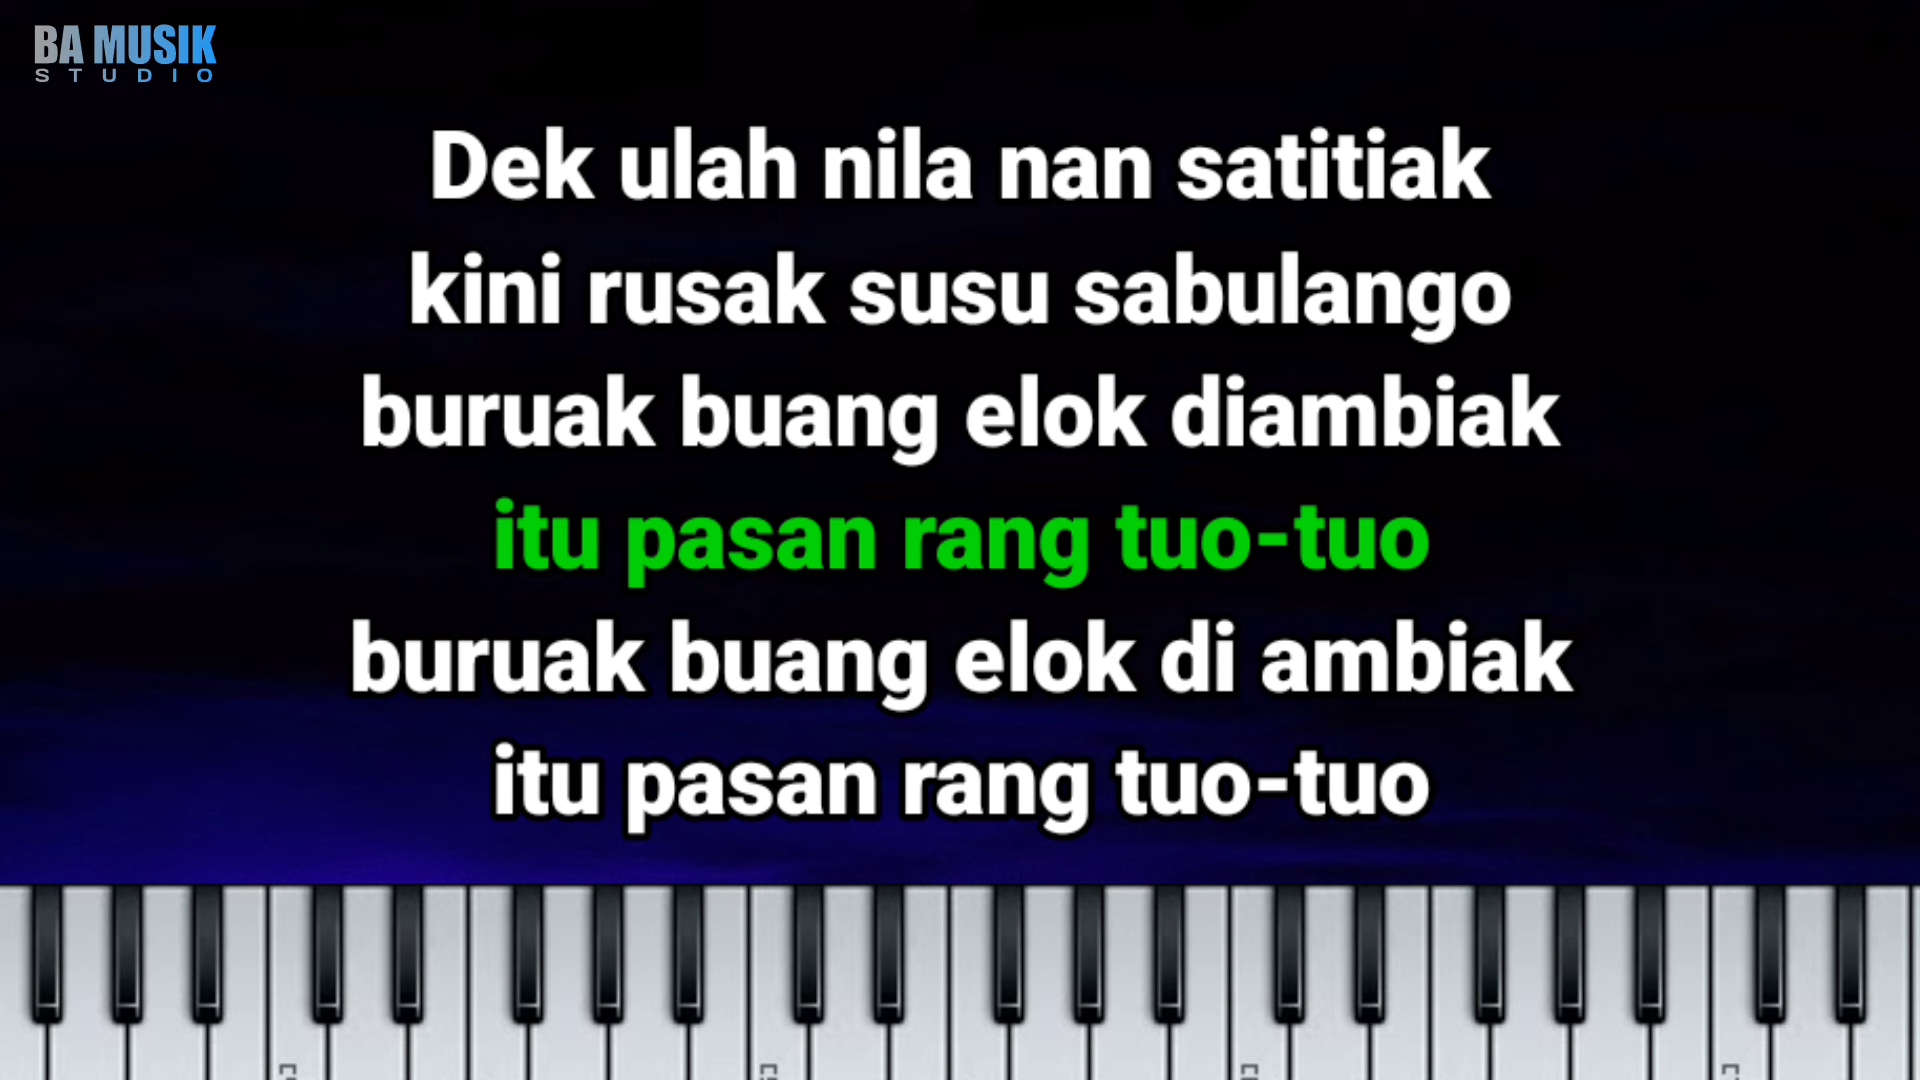 BA MUSIK
STUDIO
Dek ulah nila nan satitiak
kini rusak susu sabulango
buruak buang elok diambiak
itu pasan rang tuo-tuo
buruak buang elok di ambiak
itu pasan rang tuo-tuo